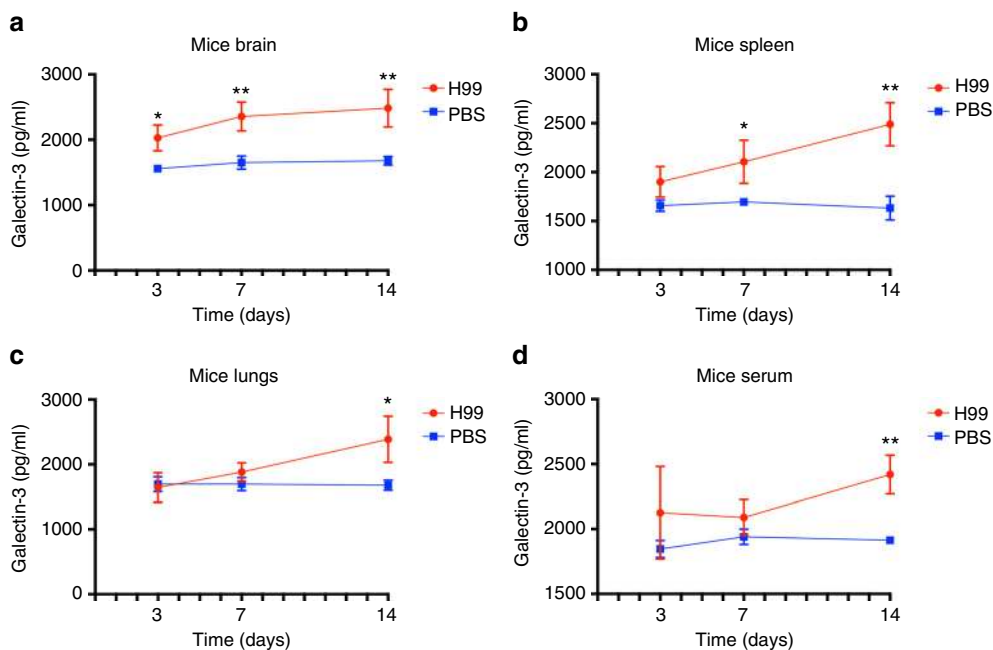 a
Mice brain
3000
2000
1000
0
Galectin-3 (pg/ml)
* ** **
H99
PBS
3 7 14
Time (days)
b
Mice spleen
3000
2500
2000
1500
1000
Galectin-3 (pg/ml)
* **
H99
PBS
3 7 14
Time (days)
c
Mice lungs
3000
2000
1000
0
Galectin-3 (pg/ml)
*
H99
PBS
3 7 14
Time (days)
d
Mice serum
3000
2500
2000
1500
Galectin-3 (pg/ml)
**
H99
PBS
3 7 14
Time (days)